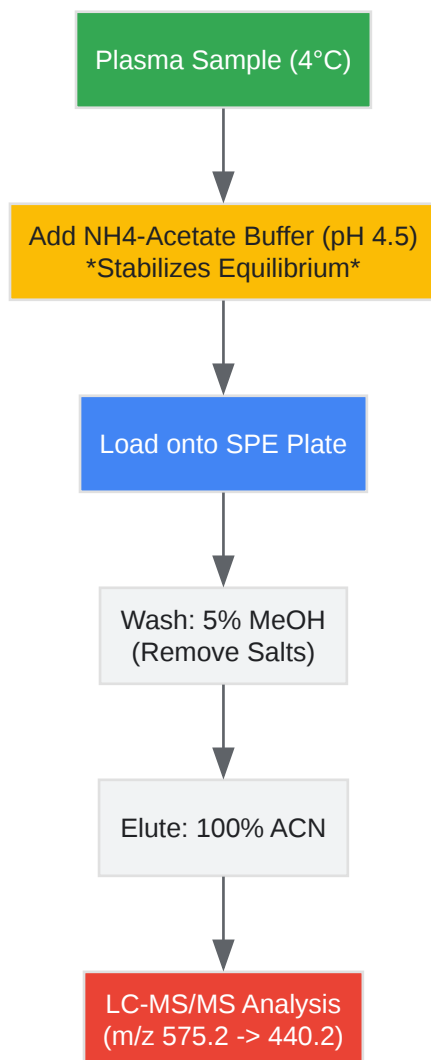 Plasma Sample (4°C)
Add NH4-Acetate Buffer (pH 4.5)
*Stabilizes Equilibrium*
Load onto SPE Plate
Wash: 5% MeOH
(Remove Salts)
Elute: 100% ACN
LC-MS/MS Analysis
(m/z 575.2 -> 440.2)